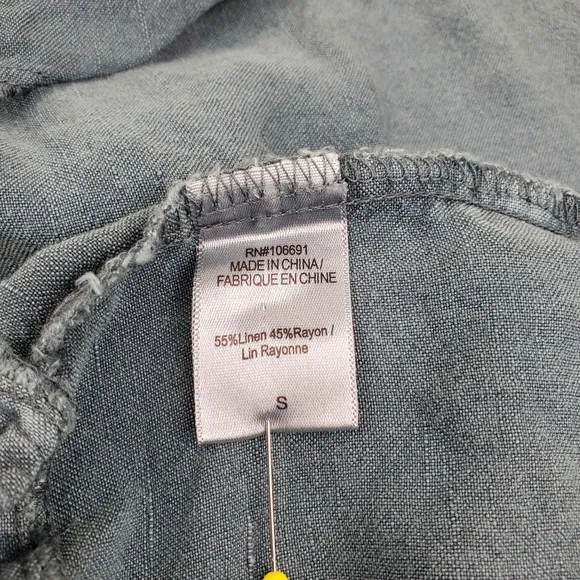 RN#106691
MADE IN CHINA/
FABRIQUE EN CHINE
55%Linen 45%Rayon/
Lin Rayonne
S